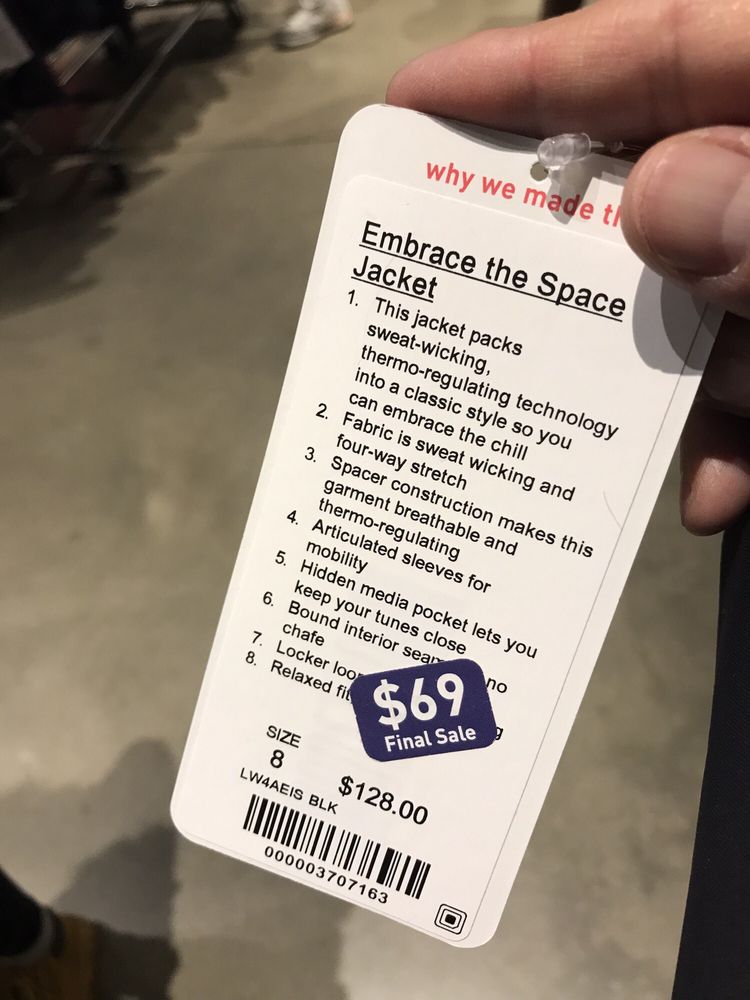 why we made
Embrace the Space
Jacket
1. This jacket packs
sweat-wicking,
thermo-regulating technology
into a classic style so you
can embrace the chill
2. Fabric is sweat wicking and
four-way stretch
3. Spacer construction makes this
garment breathable and
thermo-regulating
4. Articulated sleeves for
mobility
5. Hidden media pocket lets you
keep your tunes close
6. Bound interior no
chafe
7. Locker
8. Relaxed fit
$69
Final Sale
SIZE
8
$128.00
LW4AEIS BLK
000003707163